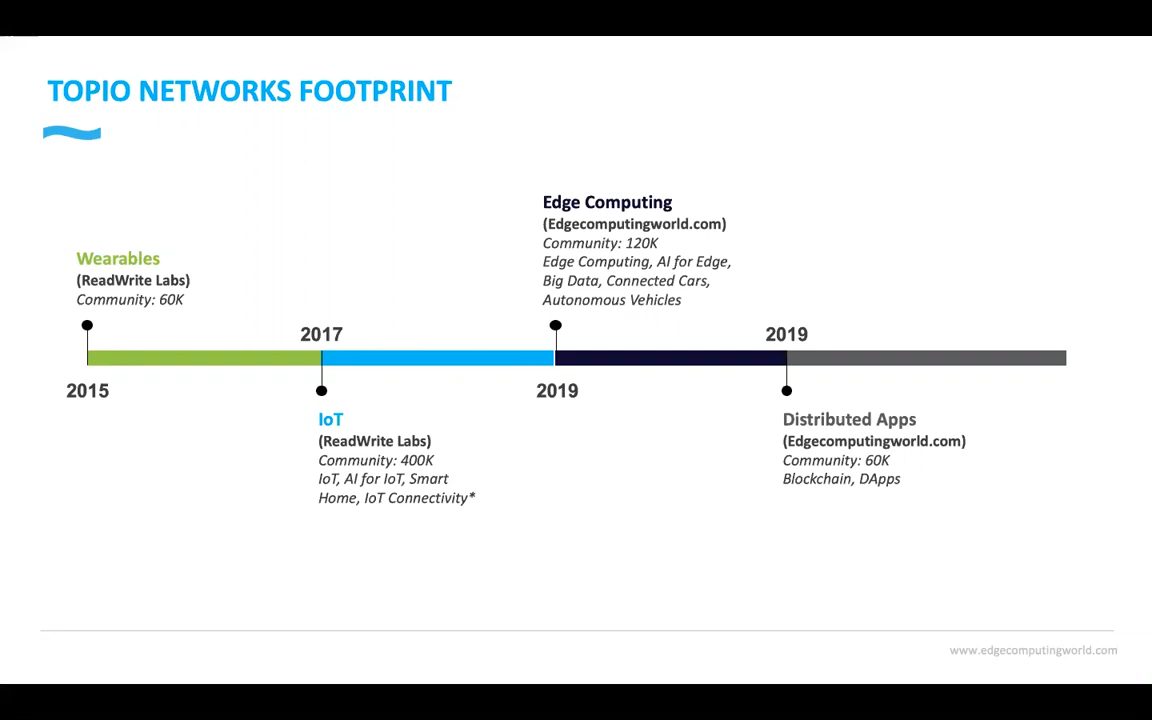 TOPIO NETWORKS FOOTPRINT
Wearables
(ReadWrite Labs)
Community: 60K
2015
2017
IoT
(ReadWrite Labs)
Community: 400K
IoT, AI for IoT, Smart
Home, IoT Connectivity*
Edge Computing
(Edgecomputingworld.com)
Community: 120K
Edge Computing, AI for Edge,
Big Data, Connected Cars,
Autonomous Vehicles
2019
2019
Distributed Apps
(Edgecomputingworld.com)
Community: 60K
Blockchain, DApps
www.edgecomputingworld.com